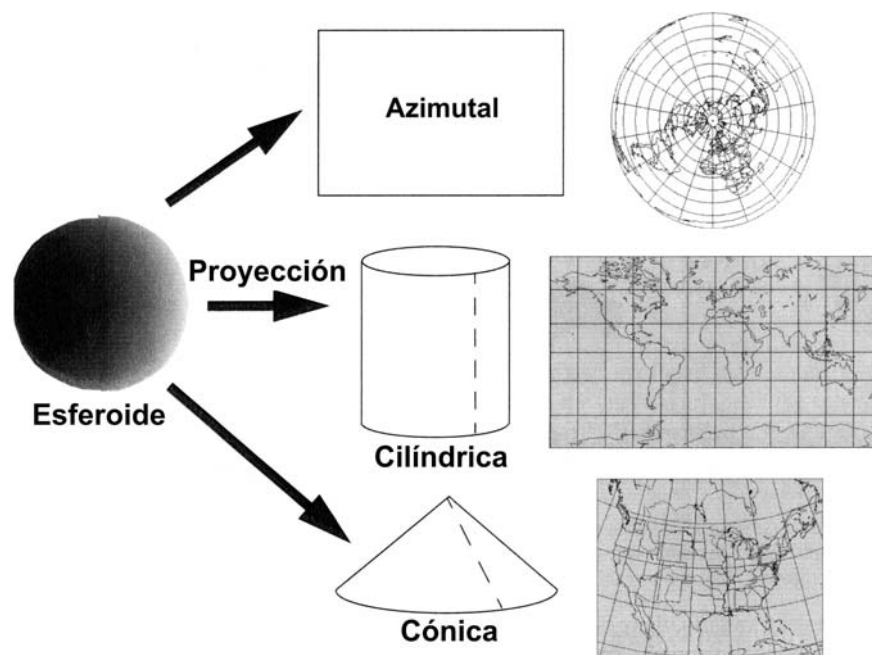 Azimutal
Proyección
Esferoide
Cilíndrica
Cónica